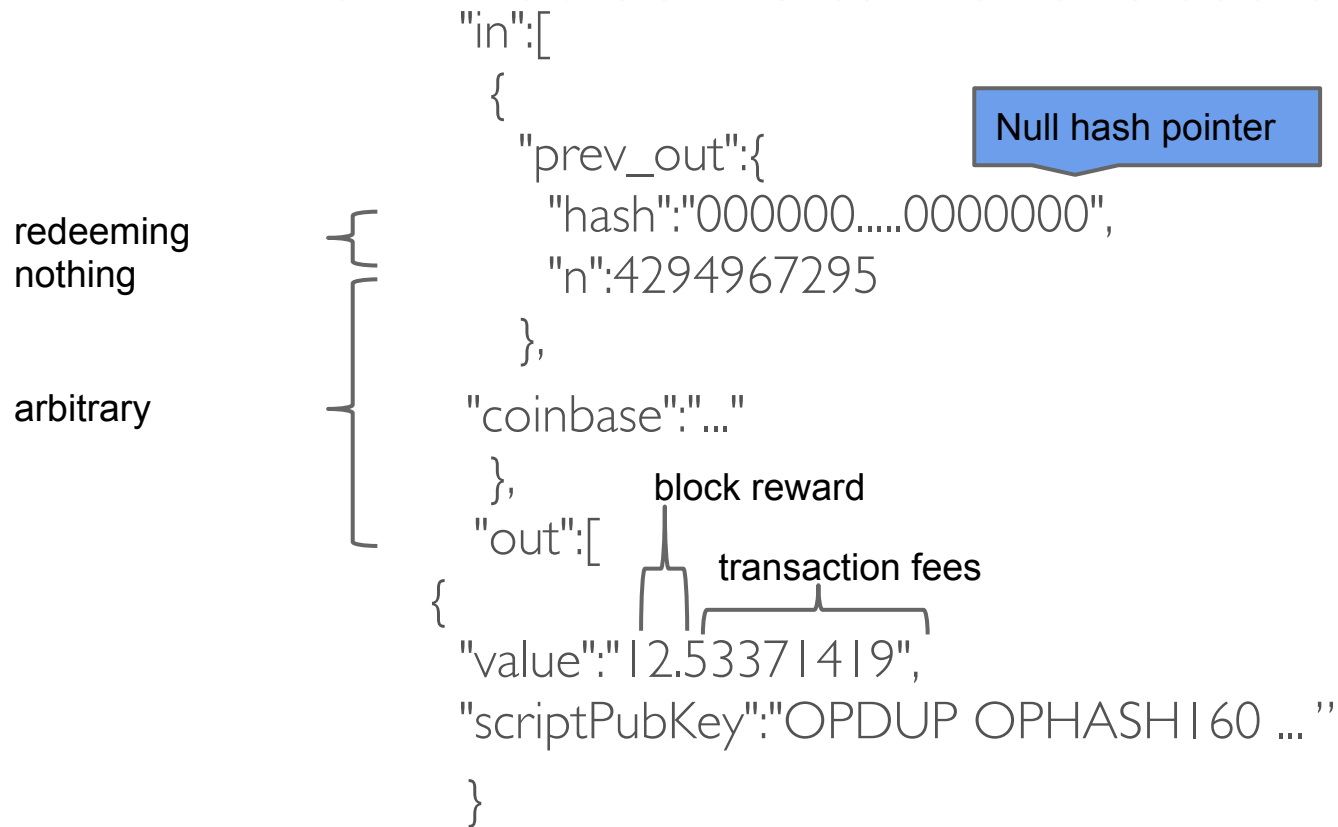 "in":[
{
Null hash pointer
"prev_out":{
redeeming
nothing
"hash":"000000.....0000000",
"n":4294967295
},
arbitrary
"coinbase":"..."
},
block reward
"out":[
transaction fees
{
"value":"12.53371419",
"scriptPubKey":"OPDUP OPHASH160 ... ’’
}